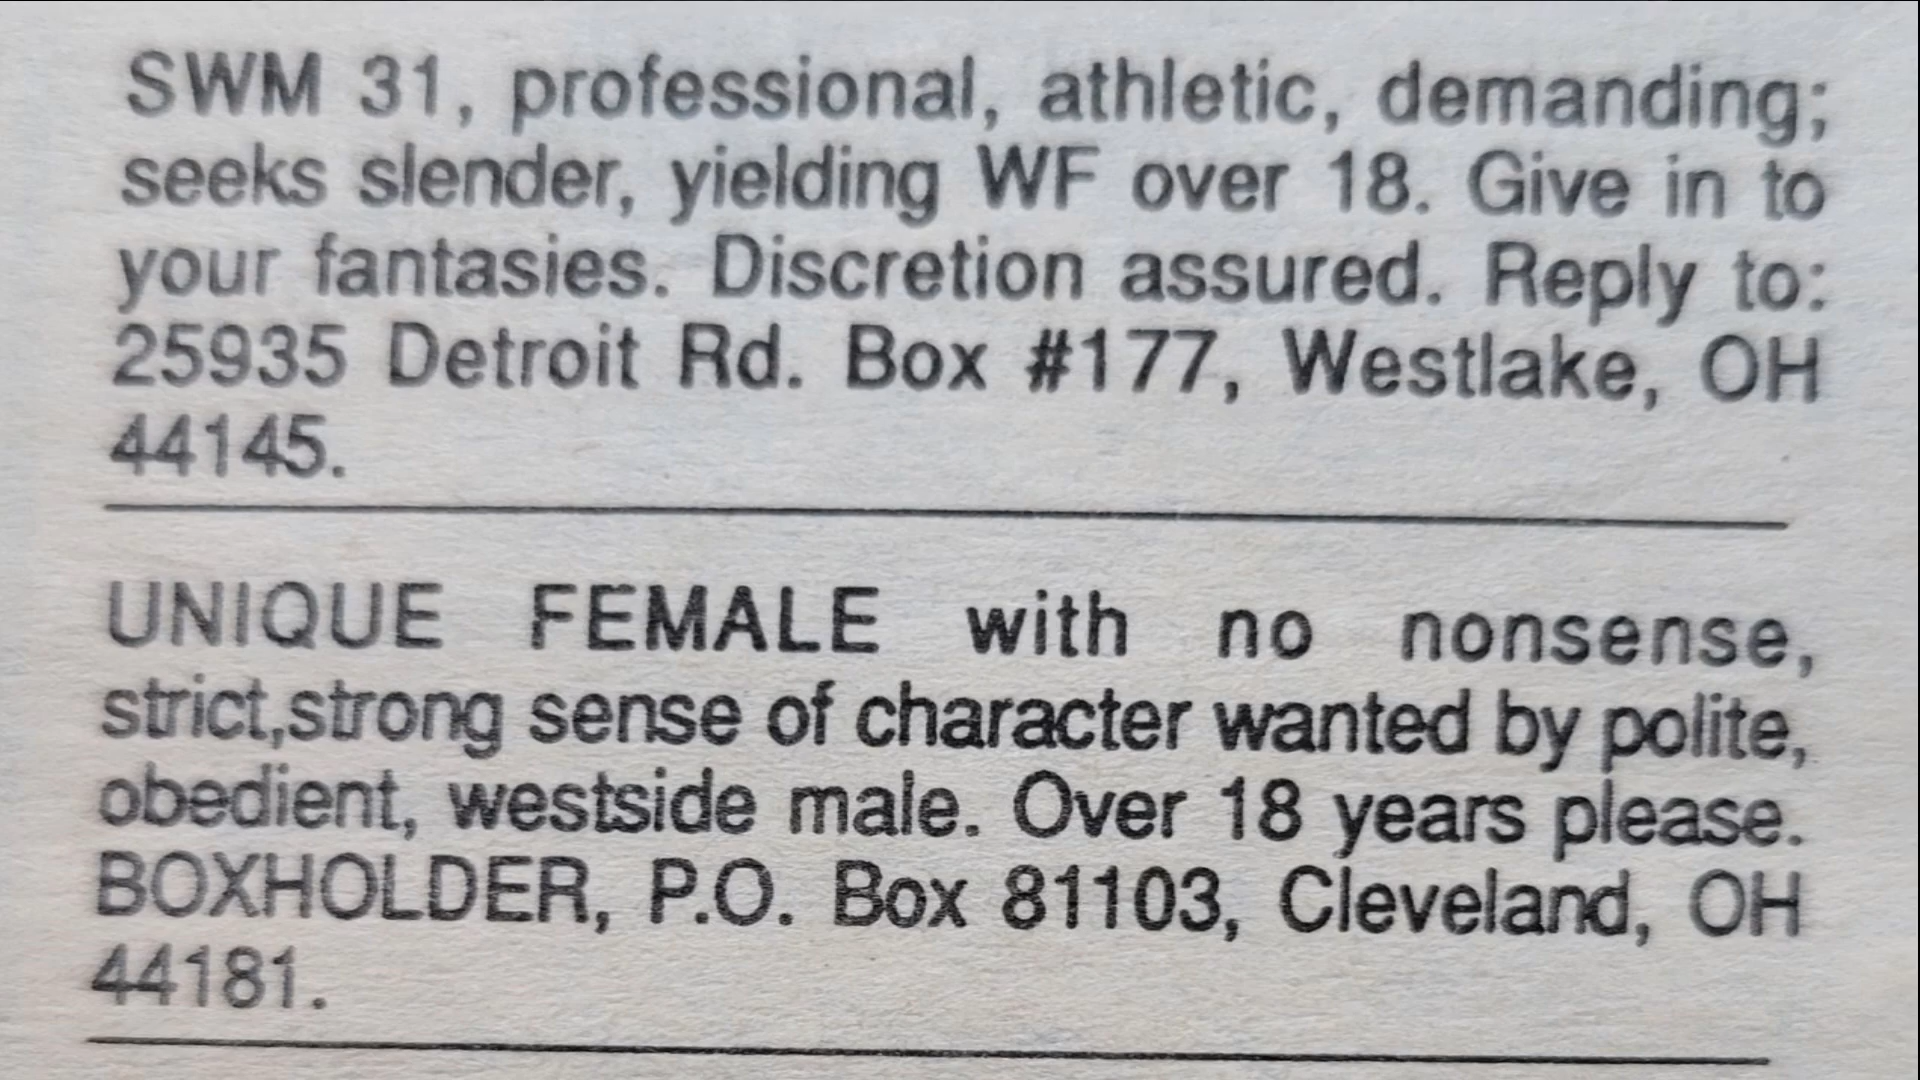 SWM 31, professional, athletic, demanding;
seeks slender, yielding WF over 18. Give in to
your fantasies. Discretion assured. Reply to:
25935 Detroit Rd. Box #177, Westlake, OH
44145.
UNIQUE FEMALE with no nonsense,
strict,strong sense of character wanted by polite,
obedient, westside male. Over 18 years please.
BOXHOLDER, P.O. Box 81103, Cleveland, OH
44181.